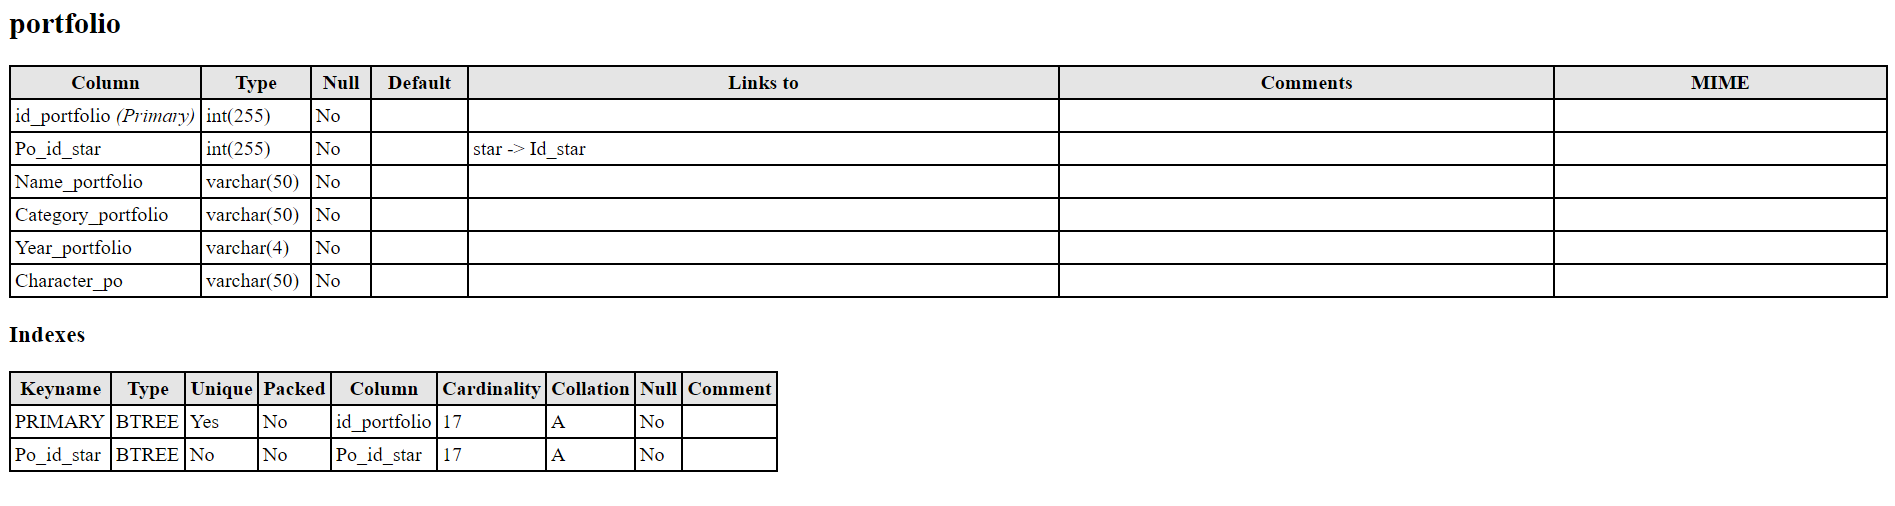 portfolio
Column Type Null Default Links to Comments MIME
id_portfolio (Primary) int(255) No
Po_id_star int(255) No star -> Id_star
Name_portfolio varchar(50) No
Category_portfolio varchar(50) No
Year_portfolio varchar(4) No
Character_po varchar(50) No
Indexes
Keyname Type Unique Packed Column Cardinality Collation Null Comment
PRIMARY BTREE Yes No id_portfolio 17 A No
Po_id_star BTREE No No Po_id_star 17 A No